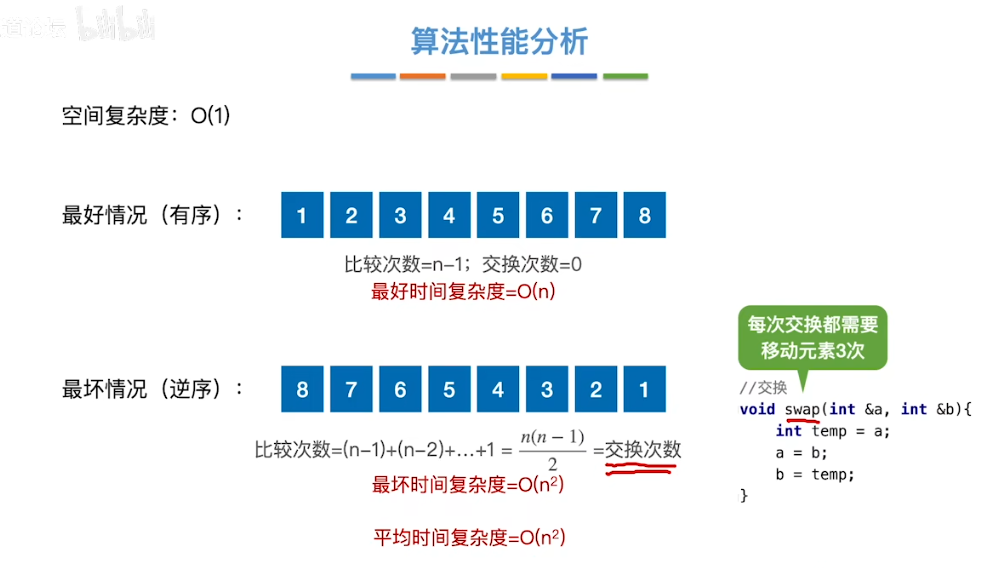 算法性能分析
空间复杂度：O(1)
最好情况（有序）：
1 2 3 4 5 6 7 8
比较次数=n-1；交换次数=0
最好时间复杂度=O(n)
每次交换都需要
移动元素3次
最坏情况（逆序）：
8 7 6 5 4 3 2 1
比较次数=(n-1)+(n-2)+…+1 = n(n − 1)/2 =交换次数
最坏时间复杂度=O(n²)
平均时间复杂度=O(n²)
//交换
void swap(int &a, int &b){
    int temp = a;
    a = b;
    b = temp;
}
bilibili